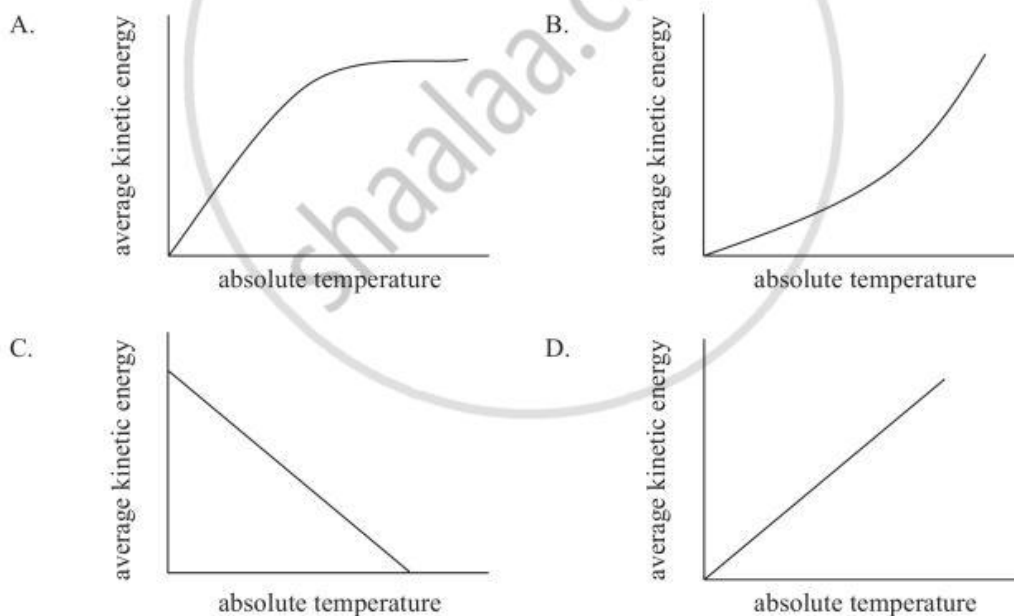 A.
average kinetic energy
absolute temperature
B.
average kinetic energy
absolute temperature
C.
average kinetic energy
absolute temperature
D.
average kinetic energy
absolute temperature
shaalaa.c